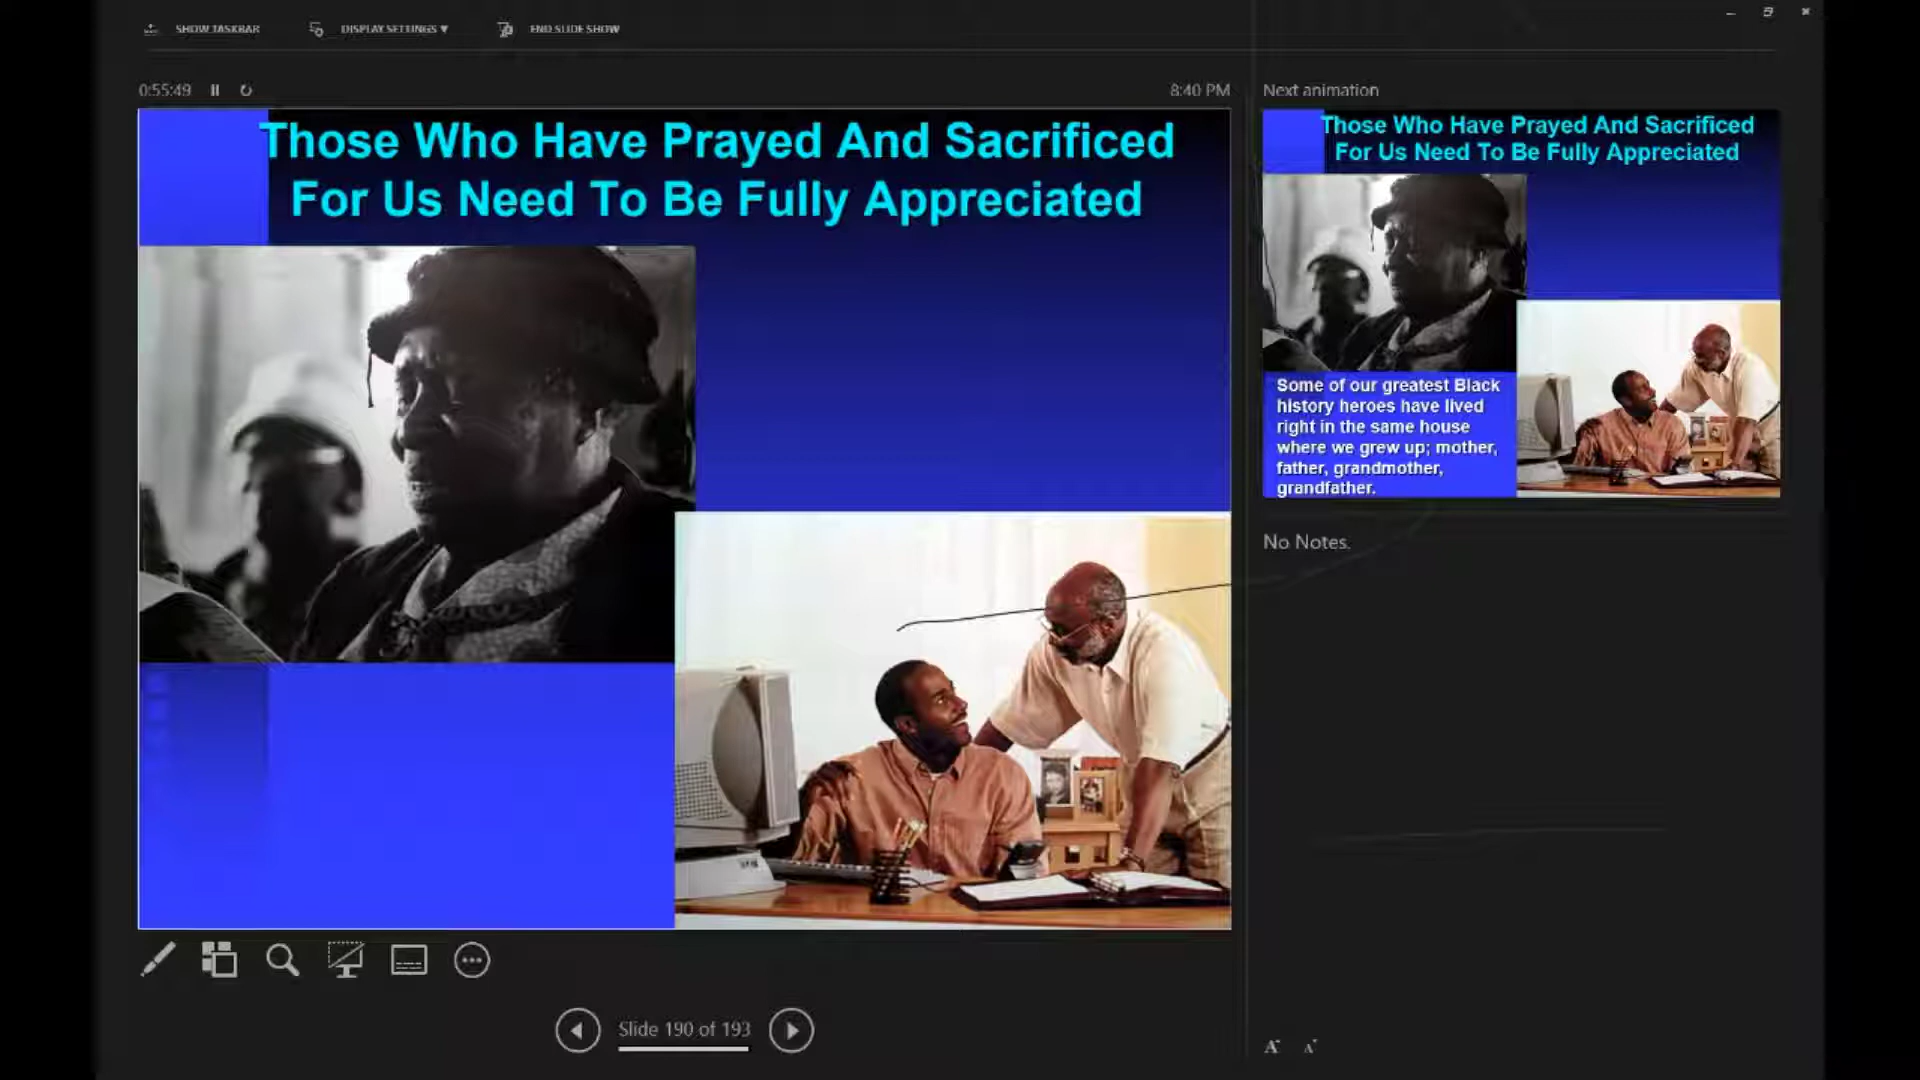 SHOW TASKBAR
DISPLAY SETTINGS ▼
END SLIDE SHOW
0:55:49
8:40 PM
Those Who Have Prayed And Sacrificed
For Us Need To Be Fully Appreciated
Next animation
Those Who Have Prayed And Sacrificed
For Us Need To Be Fully Appreciated
Some of our greatest Black
history heroes have lived
right in the same house
where we grew up; mother,
father, grandmother,
grandfather.
No Notes.
Slide 190 of 193
A
A